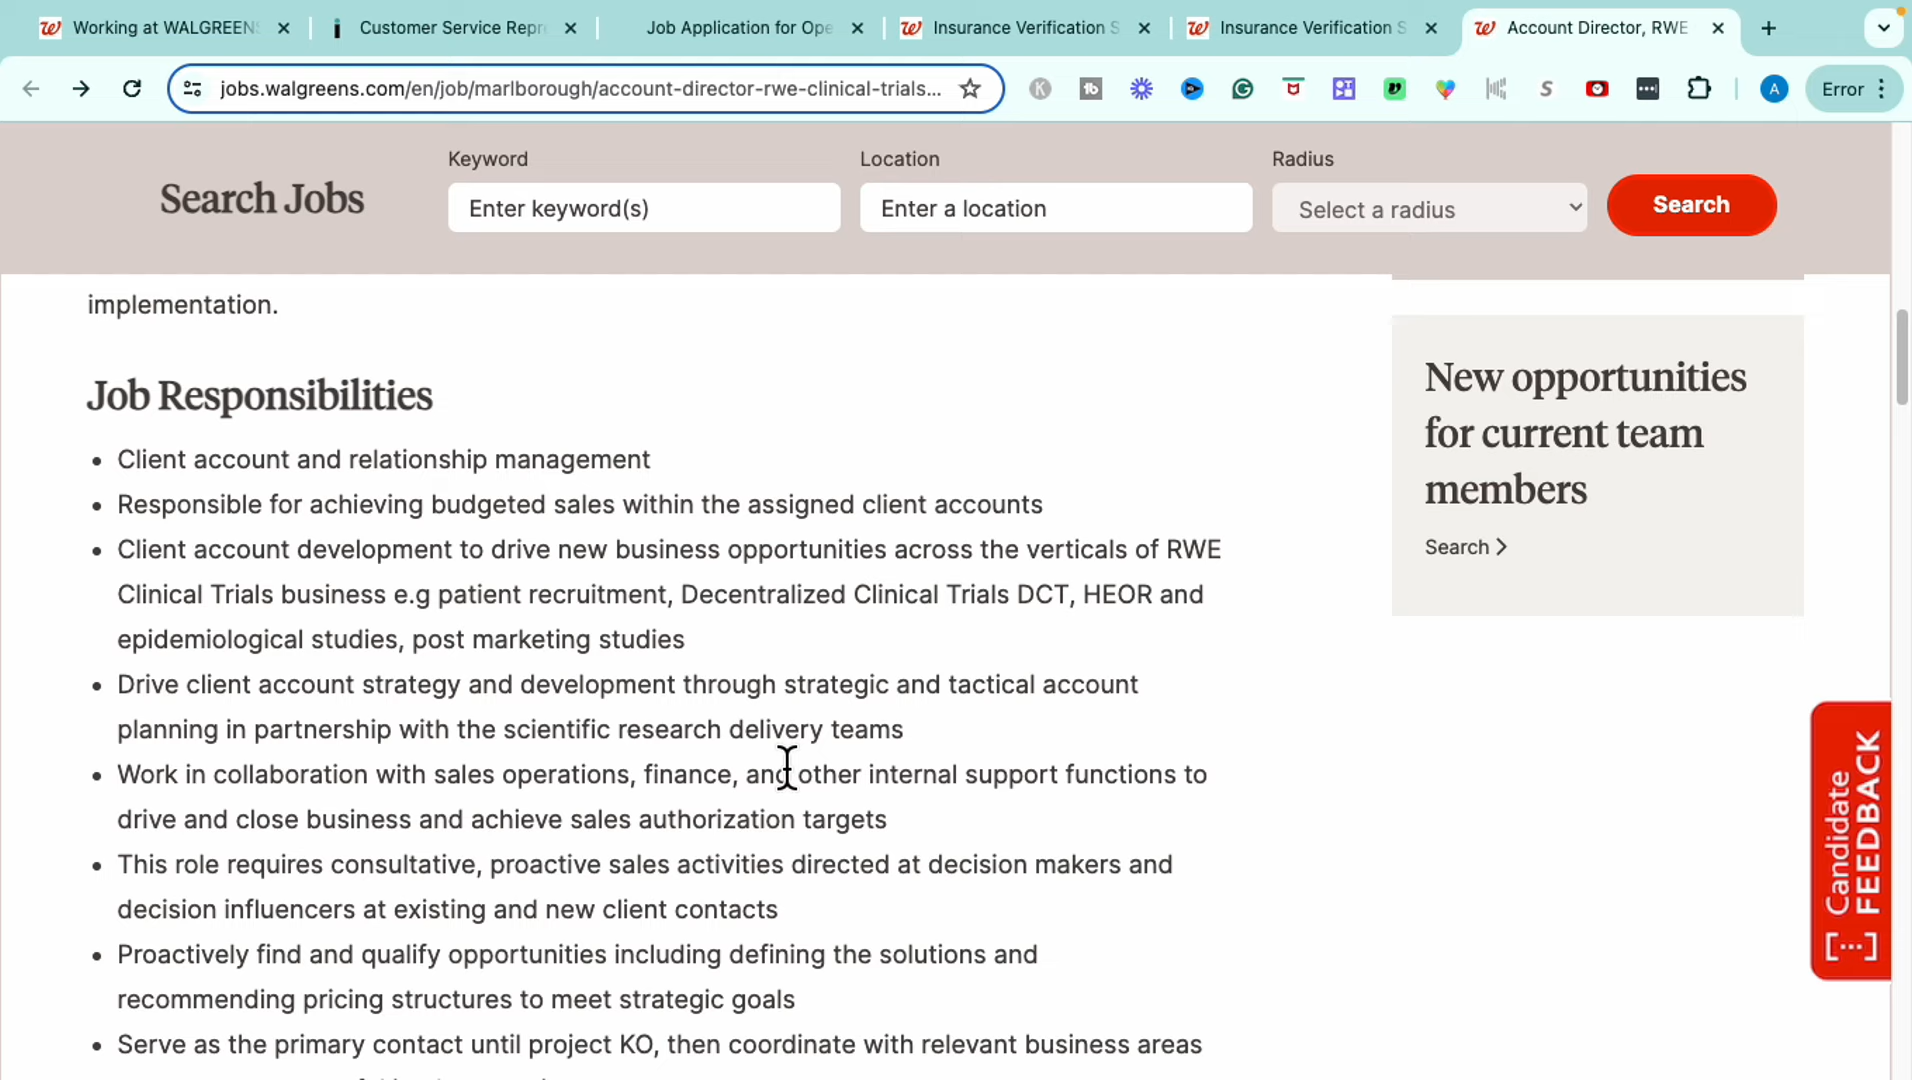 Working at WALGREENS
Customer Service Repre
Job Application for Ope
Insurance Verification S
Insurance Verification S
Account Director, RWE
jobs.walgreens.com/en/job/marlborough/account-director-rwe-clinical-trials...
K
tb
S
A
Error
Search Jobs
Keyword
Enter keyword(s)
Location
Enter a location
Radius
Select a radius
Search
implementation.
Job Responsibilities
• Client account and relationship management
• Responsible for achieving budgeted sales within the assigned client accounts
• Client account development to drive new business opportunities across the verticals of RWE
Clinical Trials business e.g patient recruitment, Decentralized Clinical Trials DCT, HEOR and
epidemiological studies, post marketing studies
• Drive client account strategy and development through strategic and tactical account
planning in partnership with the scientific research delivery teams
• Work in collaboration with sales operations, finance, and other internal support functions to
drive and close business and achieve sales authorization targets
• This role requires consultative, proactive sales activities directed at decision makers and
decision influencers at existing and new client contacts
• Proactively find and qualify opportunities including defining the solutions and
recommending pricing structures to meet strategic goals
• Serve as the primary contact until project KO, then coordinate with relevant business areas
New opportunities
for current team
members
Search
Candidate
FEEDBACK